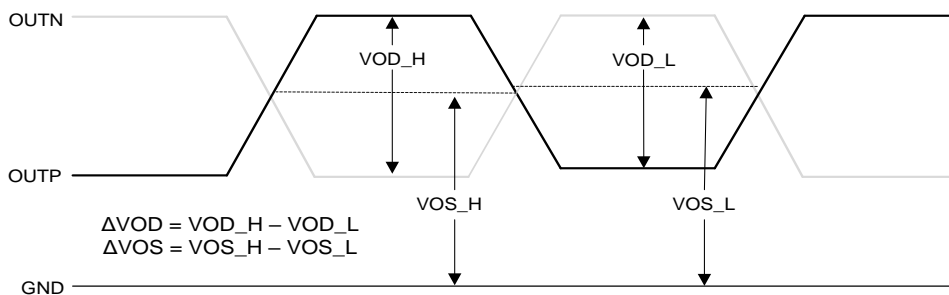 OUTN
VOD_H
VOD_L
OUTP
VOS_H
VOS_L
ΔVOD = VOD_H – VOD_L
ΔVOS = VOS_H – VOS_L
GND